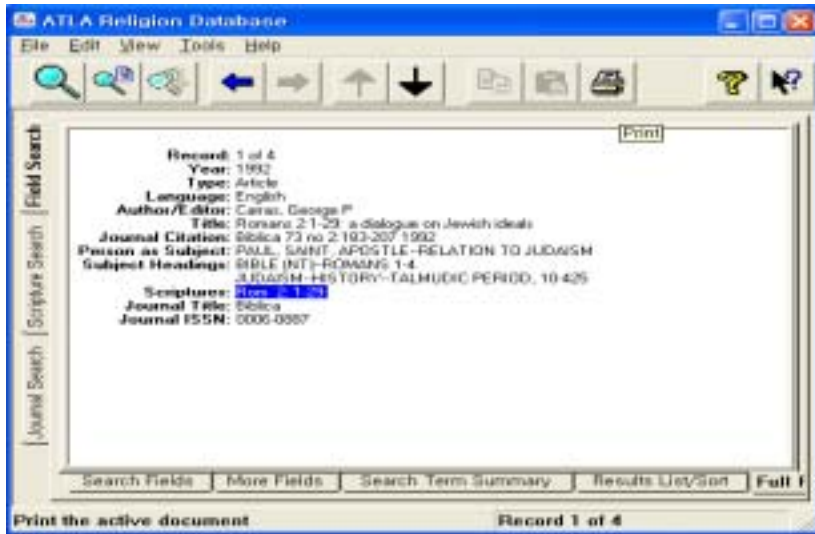 ATLA Religion Database
File Edit View Tools Help
Print
Field Search
Scripture Search
Journal Search
Record: 1 of 4
Year: 1992
Type: Article
Language: English
Author/Editor: Carras, George P
Title: Romans 2:1-29: a dialogue on Jewish ideals
Journal Citation: Biblica 73 no 2:183-207 1992
Person as Subject: PAUL, SAINT, APOSTLE--RELATION TO JUDAISM
Subject Headings: BIBLE (NT)--ROMANS 1-4
JUDAISM--HISTORY--TALMUDIC PERIOD, 10-425
Scriptures: Rom. 2:1-29
Journal Title: Biblica
Journal ISSN: 0006-0887
Search Fields More Fields Search Term Summary Results List/Sort Full
Print the active document Record 1 of 4